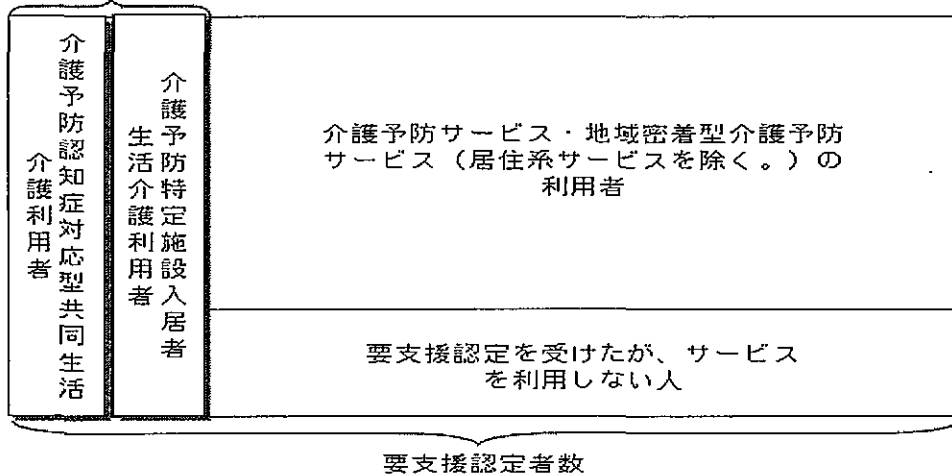 介護予防認知症対応型共同生活
介護利用者
介護予防特定施設入居者
生活介護利用者
介護予防サービス・地域密着型介護予防
サービス（居住系サービスを除く。）の
利用者
要支援認定を受けたが、サービス
を利用しない人
要支援認定者数